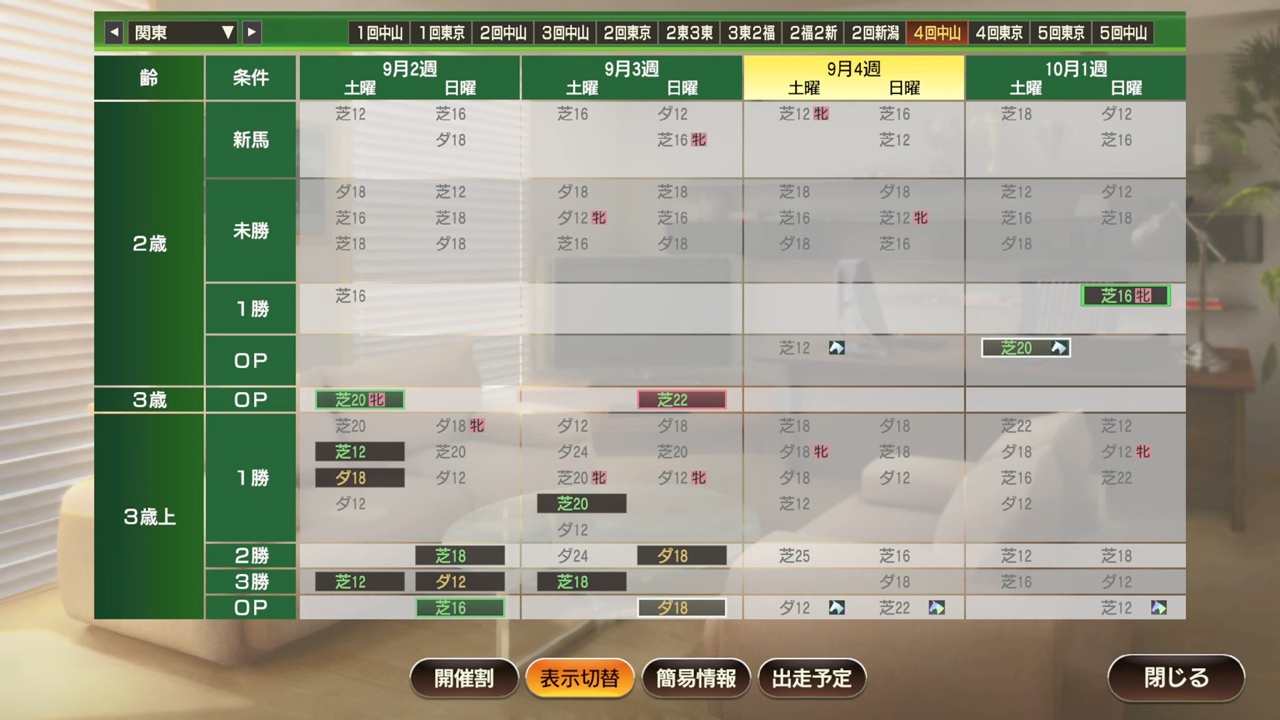 ◀ 関東 ▼ ▶ 1回中山 1回東京 2回中山 3回中山 2回東京 2東3東 3東2福 2福2新 2回新潟 4回中山 4回東京 5回東京 5回中山
齢 条件 9月2週 9月3週 9月4週 10月1週
土曜 日曜 土曜 日曜 土曜 日曜 土曜 日曜
2歳
新馬
芝12 芝16 芝16 ダ12 芝12 牝 芝16 芝18 ダ12
ダ18 芝16 牝 芝12 芝16
未勝
ダ18 芝12 ダ18 芝18 芝18 ダ18 芝12 ダ12
芝16 芝18 ダ12 牝 芝16 芝16 芝12 牝 芝16 芝18
芝18 ダ18 芝16 ダ18 ダ18 芝16 ダ18
1勝
芝16 芝16 牝
OP
芝12 芝20
3歳 OP 芝20 牝 芝22
3歳上
1勝
芝20 ダ18 牝 ダ12 ダ18 芝18 ダ18 芝22 芝12
芝12 芝20 ダ24 芝20 ダ18 牝 芝18 ダ18 ダ12 牝
ダ18 ダ12 芝20 牝 ダ12 牝 ダ18 ダ12 芝16 芝22
ダ12 芝20 芝12 ダ12
ダ12
2勝 芝18 ダ24 ダ18 芝25 芝16 芝12 芝18
3勝 芝12 ダ12 芝18 ダ18 芝16 ダ12
OP 芝16 ダ18 ダ12 芝22 芝12
開催割 表示切替 簡易情報 出走予定 閉じる